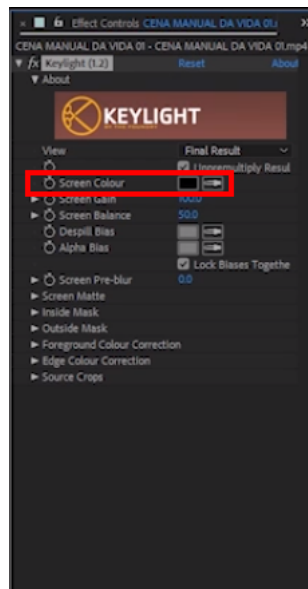 Effect Controls CENA MANUAL DA VIDA 01.
CENA MANUAL DA VIDA 01 - CENA MANUAL DA VIDA 01.mp4
fx Keylight (1.2) Reset About
About
KEYLIGHT
BY THE FOUNDRY
View Final Result
Unpremultiply Resul
Screen Colour
Screen Gain 100.0
Screen Balance 50.0
Despill Bias
Alpha Bias
Lock Biases Togethe
Screen Pre-blur 0.0
Screen Matte
Inside Mask
Outside Mask
Foreground Colour Correction
Edge Colour Correction
Source Crops